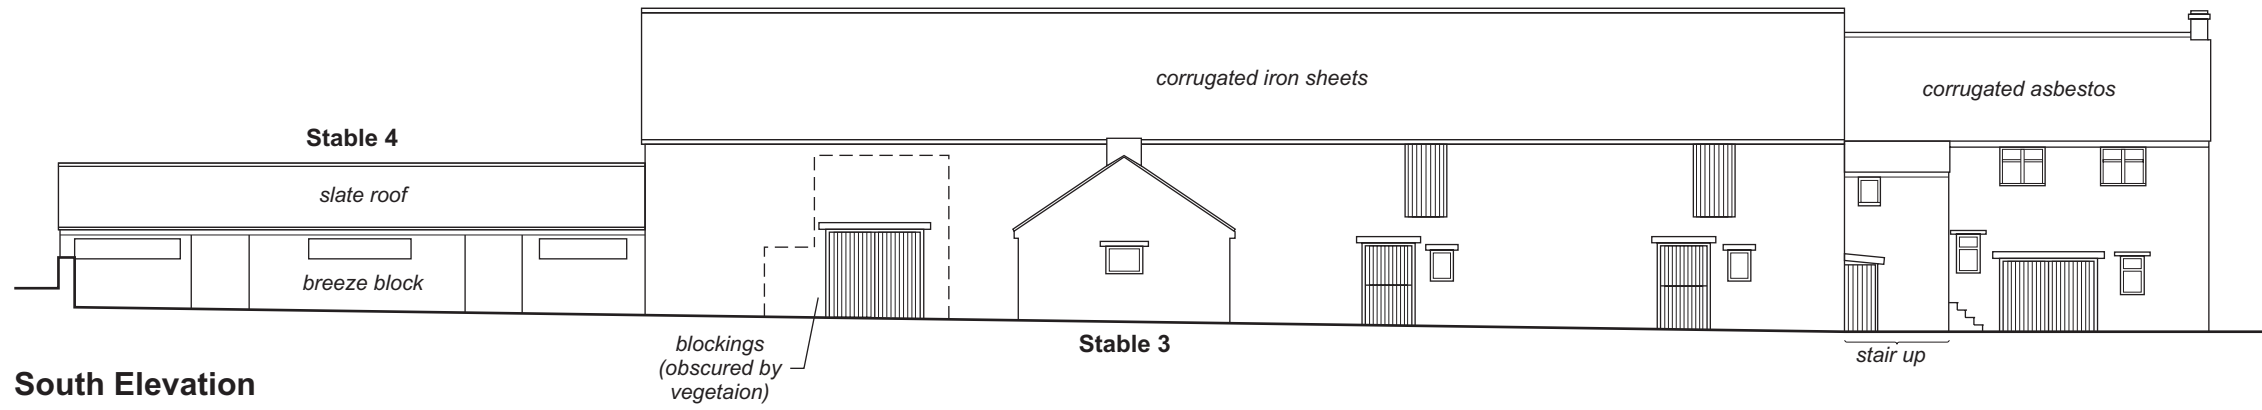 corrugated iron sheets
corrugated asbestos
Stable 4
slate roof
breeze block
blockings
(obscured by
vegetaion)
Stable 3
stair up
South Elevation